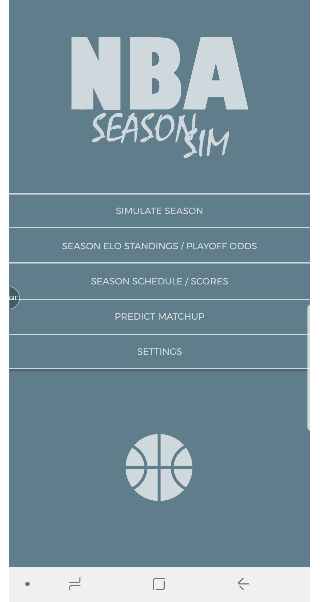 NBA
SEASON
SIM
SIMULATE SEASON
SEASON ELO STANDINGS / PLAYOFF ODDS
SEASON SCHEDULE / SCORES
PREDICT MATCHUP
SETTINGS